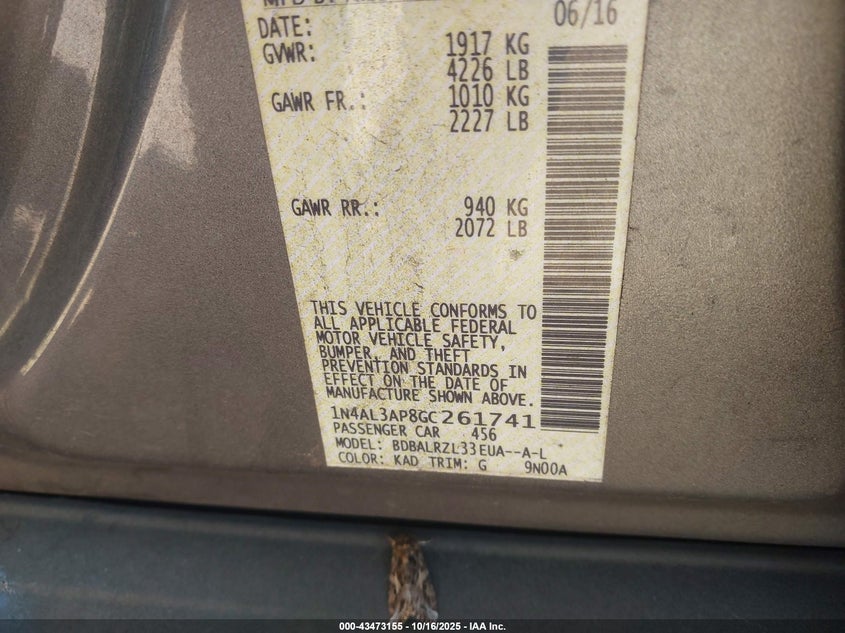 06/16
DATE:
GVWR: 1917 KG
4226 LB
GAWR FR.: 1010 KG
2227 LB
GAWR RR.: 940 KG
2072 LB
THIS VEHICLE CONFORMS TO
ALL APPLICABLE FEDERAL
MOTOR VEHICLE SAFETY,
BUMPER, AND THEFT
PREVENTION STANDARDS IN
EFFECT ON THE DATE OF
MANUFACTURE SHOWN ABOVE.
1N4AL3AP8GC261741
PASSENGER CAR 456
MODEL: BDBALRZL33EUA--A-L
COLOR: KAD TRIM: G 9N00A
000-43473155 - 10/16/2025 - IAA Inc.